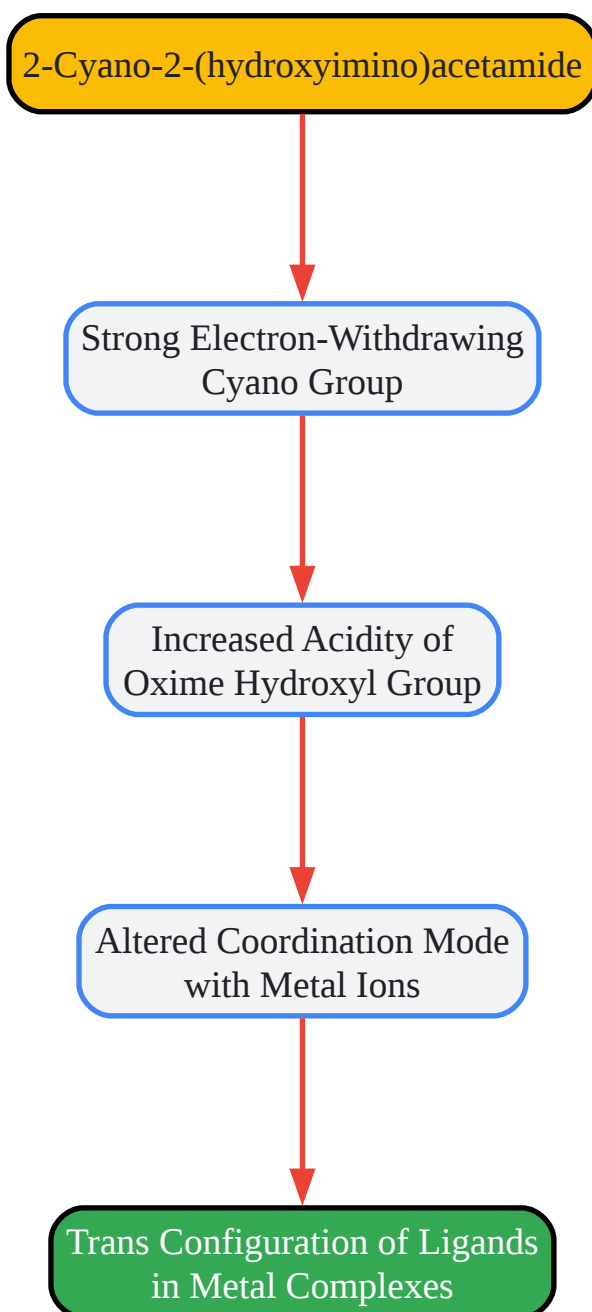 2-Cyano-2-(hydroxyimino)acetamide
Strong Electron-Withdrawing
Cyano Group
Increased Acidity of
Oxime Hydroxyl Group
Altered Coordination Mode
with Metal Ions
Trans Configuration of Ligands
in Metal Complexes